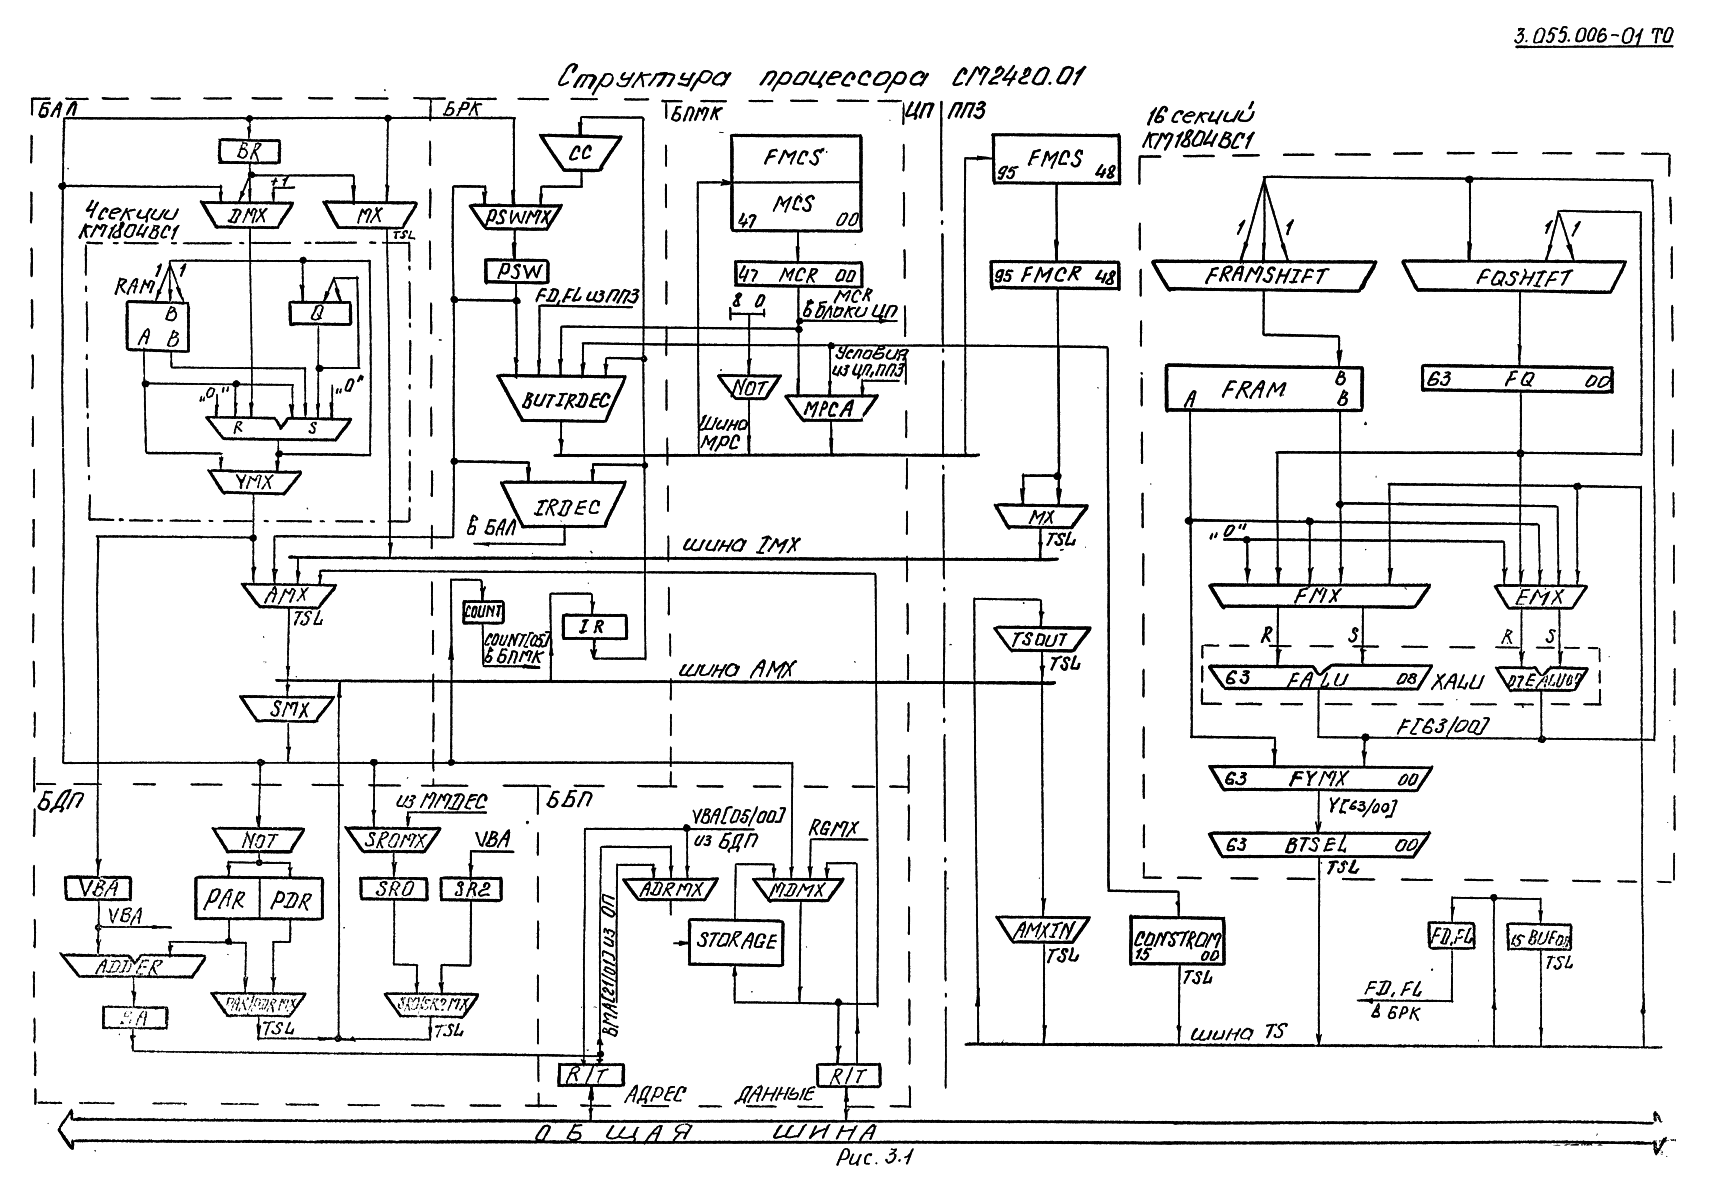 3.055.006-01 ТО
Структура процессора СМ2420.01
БАЛ
БРК
БПМК
ЦП
ППЗ
16 секций
КМ1804ВС1
BR
+1
DMX
MX
TSL
4 секции
КМ1804ВС1
RAM
1
1
B
A
B
Q
„0"
„0"
R
S
YMX
CC
PSWMX
PSW
FD,FL из ППЗ
BUTIRDEC
IRDEC
в БАЛ
FMCS
MCS
47
00
47 MCR 00
8 0
MCR
в блоки ЦП
NOT
Условия
из ЦП,ППЗ
MPCA
Шина
МРС
FMCS
95
48
95 FMCR 48
MX
TSL
шина IMX
AMX
TSL
COUNT
COUNT[05]
в БПМК
IR
TSOUT
TSL
шина AMX
SMX
1
1
FRAMSHIFT
1
1
FQSHIFT
FRAM
B
A
B
63 FQ 00
„0"
FMX
EMX
R
S
R
S
63 FALU 08
XALU
07 EALU 00
F[63/00]
63 FYMX 00
Y[63/00]
63 BTSEL 00
TSL
БДП
ББП
из MMDEC
NOT
SROMX
VBA
VBA
PAR
PDR
SRO
SR2
VBA
ADDER
PAR/PDR MX
SRO/SR2 MX
BA
TSL
TSL
VBA[05/00]
из БДП
RGMX
ADRMX
MDMX
STORAGE
BMA[21/01] из ОП
R/T
R/T
АДРЕС
ДАННЫЕ
AMXIN
TSL
CONSTROM
15
00
TSL
FD,FL
15 BUF 00
TSL
FD, FL
в БРК
шина TS
ОБЩАЯ ШИНА
Рис. 3.1